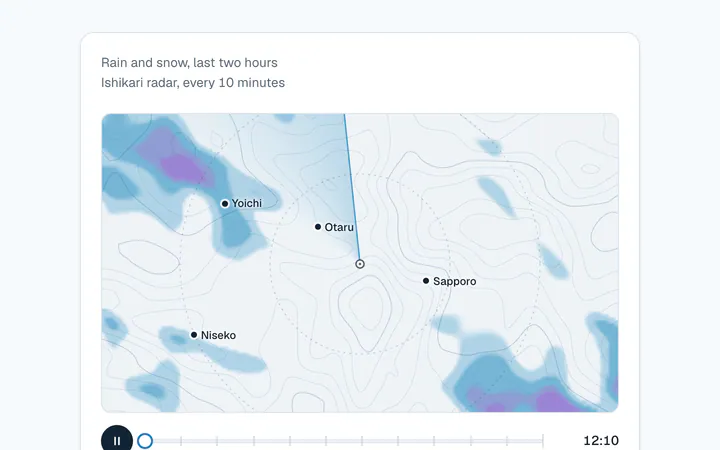 Rain and snow, last two hours
Ishikari radar, every 10 minutes
Yoichi
Otaru
Sapporo
Niseko
12:10